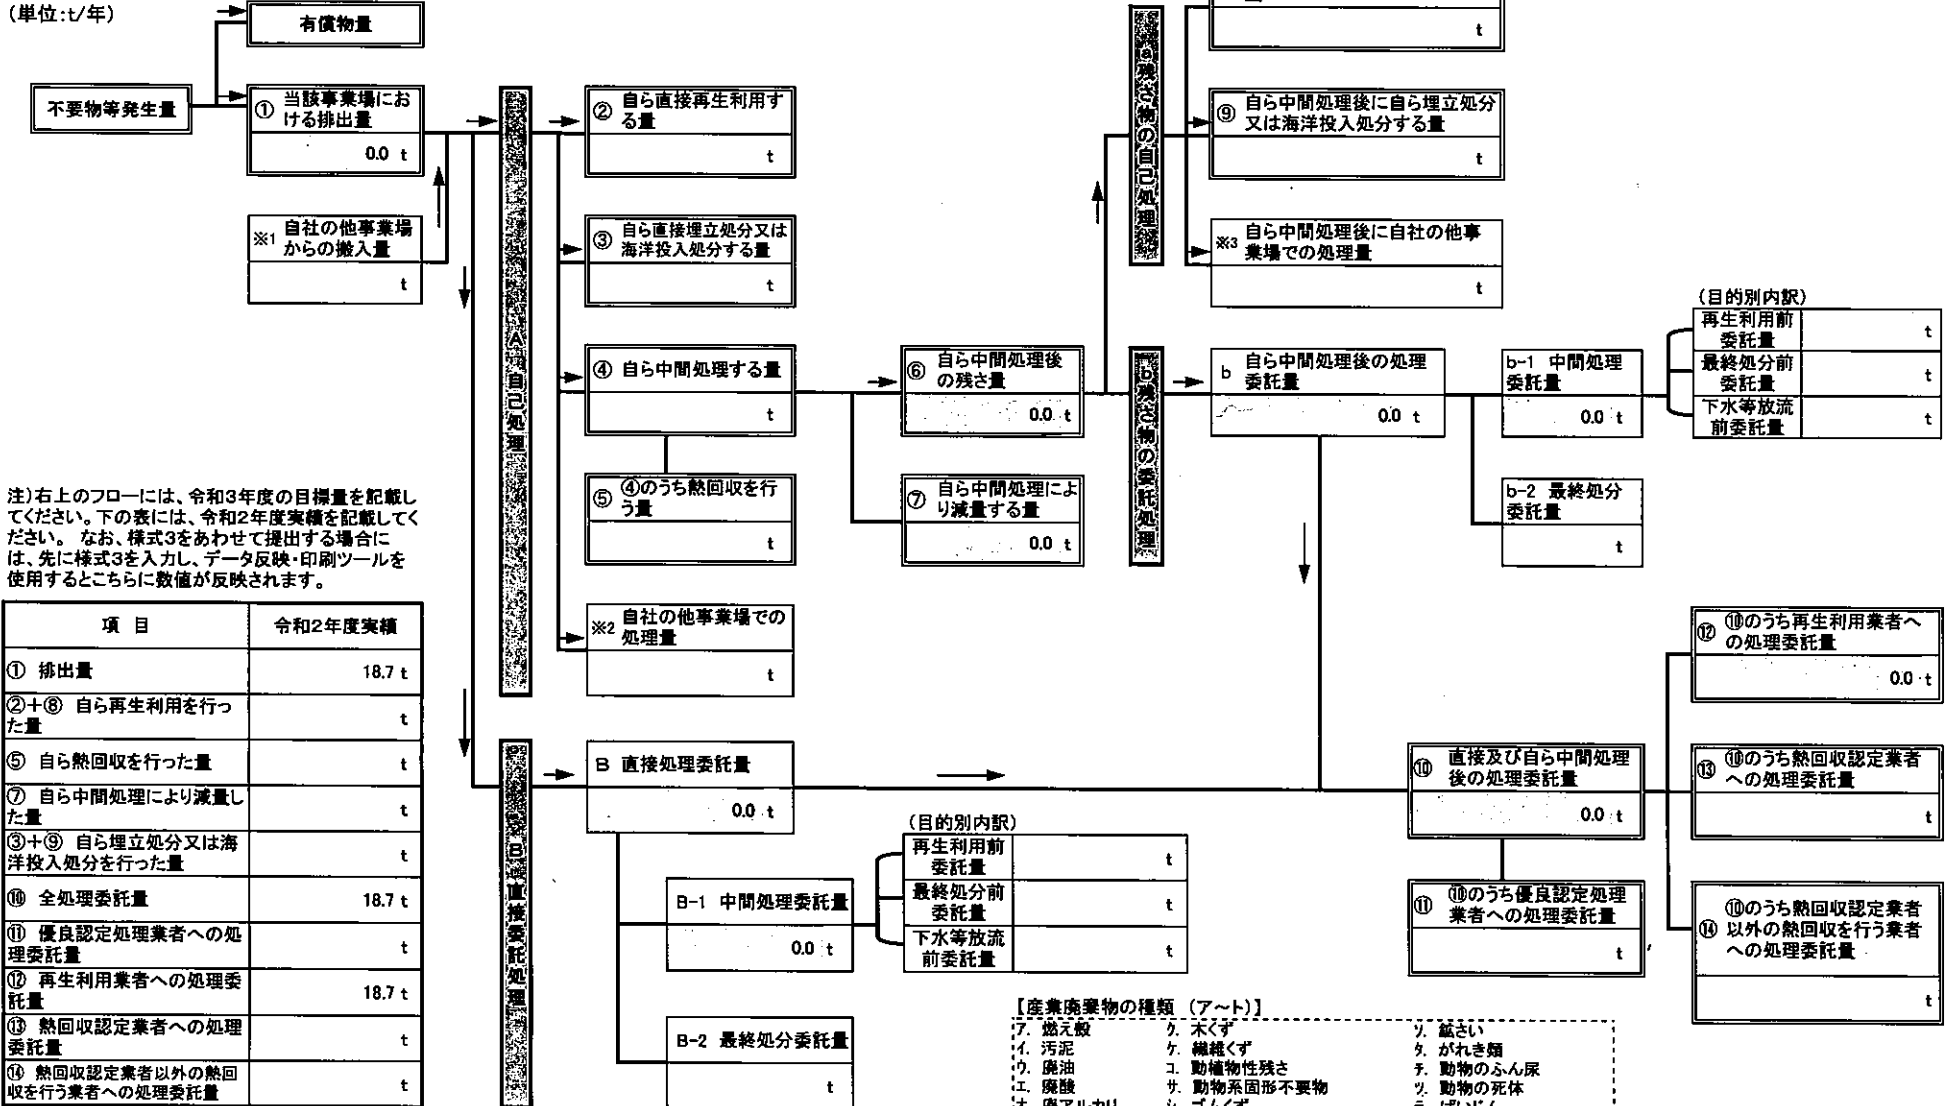 (単位:t/年)
有償物量
不要物等発生量
① 当該事業場にお
ける排出量
0.0 t
※1 自社の他事業場
からの搬入量
t
A 自己処理
② 自ら直接再生利用す
る量
t
③ 自ら直接埋立処分又は
海洋投入処分する量
t
④ 自ら中間処理する量
t
⑤ ④のうち熱回収を行
う量
t
※2 自社の他事業場での
処理量
t
⑥ 自ら中間処理後
の残さ量
0.0 t
⑦ 自ら中間処理によ
り減量する量
0.0 t
a残さ物の自己処理
t
⑨ 自ら中間処理後に自ら埋立処分
又は海洋投入処分する量
t
※3 自ら中間処理後に自社の他事
業場での処理量
t
b残さ物の委託処理
b 自ら中間処理後の処理
委託量
0.0 t
b-1 中間処理
委託量
0.0 t
b-2 最終処分
委託量
t
(目的別内訳)
再生利用前
委託量 t
最終処分前
委託量 t
下水等放流
前委託量 t
注)右上のフローには、令和3年度の目標量を記載し
てください。下の表には、令和2年度実績を記載してく
ださい。 なお、様式3をあわせて提出する場合に
は、先に様式3を入力し、データ反映・印刷ツールを
使用するとこちらに数値が反映されます。
項 目 令和2年度実績
① 排出量 18.7 t
②+⑧ 自ら再生利用を行っ
た量 t
⑤ 自ら熱回収を行った量 t
⑦ 自ら中間処理により減量し
た量 t
③+⑨ 自ら埋立処分又は海
洋投入処分を行った量 t
⑩ 全処理委託量 18.7 t
⑪ 優良認定処理業者への処
理委託量 t
⑫ 再生利用業者への処理委
託量 18.7 t
⑬ 熱回収認定業者への処理
委託量 t
⑭ 熱回収認定業者以外の熱回
収を行う業者への処理委託量 t
B 直接委託処理
B 直接処理委託量
0.0 t
B-1 中間処理委託量
0.0 t
B-2 最終処分委託量
t
(目的別内訳)
再生利用前
委託量 t
最終処分前
委託量 t
下水等放流
前委託量 t
⑩ 直接及び自ら中間処理
後の処理委託量
0.0 t
⑪ ⑩のうち優良認定処理
業者への処理委託量
t
⑫ ⑩のうち再生利用業者へ
の処理委託量
0.0 t
⑬ ⑩のうち熱回収認定業者
への処理委託量
t
⑭ ⑩のうち熱回収認定業者
以外の熱回収を行う業者
への処理委託量
t
【産業廃棄物の種類 (ア~ト)】
ア. 燃え殻 ク. 木くず ソ. 鉱さい
イ. 汚泥 ケ. 繊維くず タ. がれき類
ウ. 廃油 コ. 動植物性残さ チ. 動物のふん尿
エ. 廃酸 サ. 動物系固形不要物 ツ. 動物の死体
オ. 廃アルカリ シ. ゴムくず テ. ばいじん